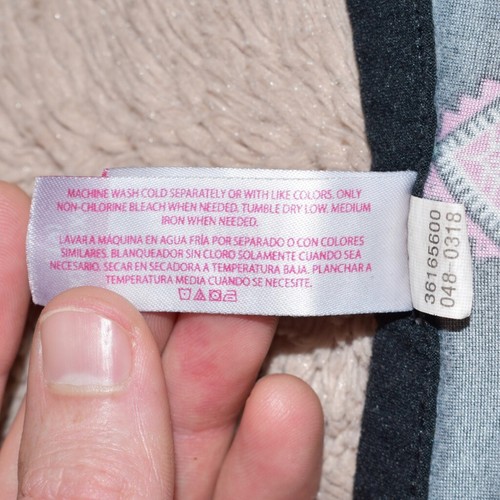 MACHINE WASH COLD SEPARATELY OR WITH LIKE COLORS. ONLY
NON-CHLORINE BLEACH WHEN NEEDED. TUMBLE DRY LOW. MEDIUM
IRON WHEN NEEDED.
LAVAR A MÁQUINA EN AGUA FRÍA POR SEPARADO O CON COLORES
SIMILARES. BLANQUEADOR SIN CLORO SOLAMENTE CUANDO SEA
NECESARIO. SECAR EN SECADORA A TEMPERATURA BAJA. PLANCHAR A
TEMPERATURA MEDIA CUANDO SE NECESITE.
36165600
048-0318